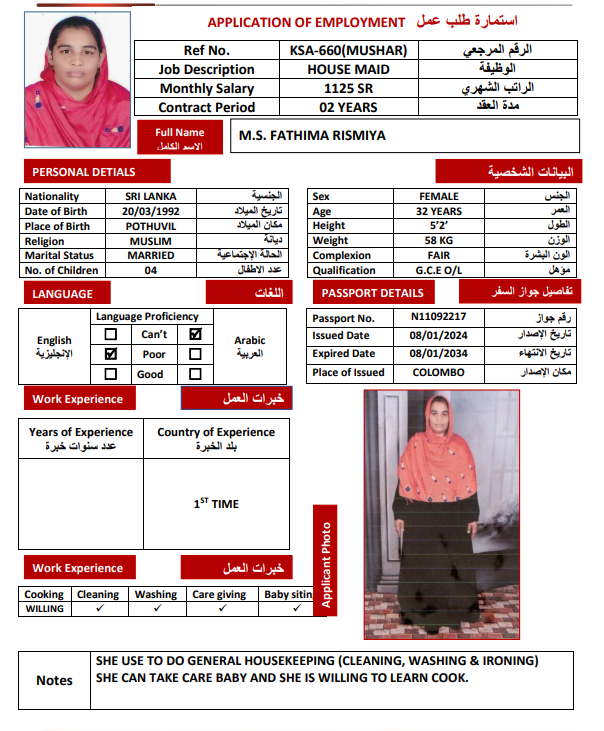 APPLICATION OF EMPLOYMENT استمارة طلب عمل
Ref No. KSA-660(MUSHAR) الرقم المرجعي
Job Description HOUSE MAID الوظيفة
Monthly Salary 1125 SR الراتب الشهري
Contract Period 02 YEARS مدة العقد
Full Name M.S. FATHIMA RISMIYA
الاسم الكامل
PERSONAL DETIALS البيانات الشخصية
Nationality SRI LANKA الجنسية
Date of Birth 20/03/1992 تاريخ الميلاد
Place of Birth POTHUVIL مكان الميلاد
Religion MUSLIM ديانة
Marital Status MARRIED الحالة الإجتماعية
No. of Children 04 عدد الاطفال
Sex FEMALE الجنس
Age 32 YEARS العمر
Height 5’2’ الطول
Weight 58 KG الوزن
Complexion FAIR الون البشرة
Qualification G.C.E O/L مؤهل
LANGUAGE اللغات
Language Proficiency
English الإنجليزية
Can’t
Poor
Good
Arabic العربية
PASSPORT DETAILS تفاصيل جواز السفر
Passport No. N11092217 رقم جواز
Issued Date 08/01/2024 تاريخ الإصدار
Expired Date 08/01/2034 تاريخ الانتهاء
Place of Issued COLOMBO مكان الإصدار
Work Experience خبرات العمل
Years of Experience Country of Experience
عدد سنوات خبرة بلد الخبرة
1ST TIME
Work Experience خبرات العمل
Cooking Cleaning Washing Care giving Baby siting
WILLING ✓ ✓ ✓ ✓
Applicant Photo
Notes
SHE USE TO DO GENERAL HOUSEKEEPING (CLEANING, WASHING & IRONING)
SHE CAN TAKE CARE BABY AND SHE IS WILLING TO LEARN COOK.